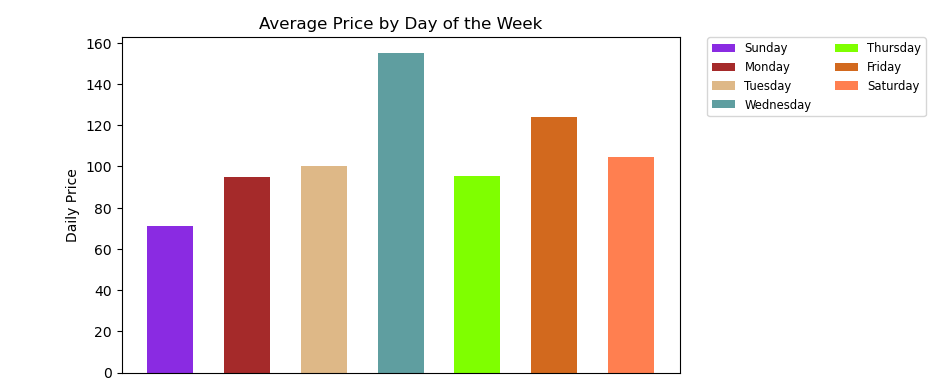 Average Price by Day of the Week
Daily Price
160
140
120
100
80
60
40
20
0
Sunday
Monday
Tuesday
Wednesday
Thursday
Friday
Saturday